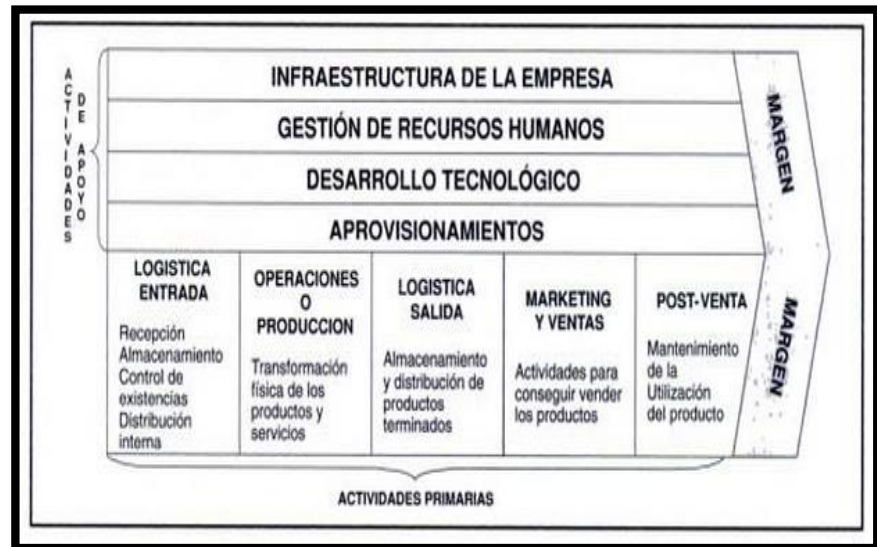 ACTIVIDADES
DE APOYO
INFRAESTRUCTURA DE LA EMPRESA
GESTIÓN DE RECURSOS HUMANOS
DESARROLLO TECNOLÓGICO
APROVISIONAMIENTOS
MARGEN
LOGISTICA
ENTRADA
Recepción
Almacenamiento
Control de
existencias
Distribución
interna
OPERACIONES
O
PRODUCCION
Transformación
física de los
productos y
servicios
LOGISTICA
SALIDA
Almacenamiento
y distribución de
productos
terminados
MARKETING
Y VENTAS
Actividades para
conseguir vender
los productos
POST-VENTA
Mantenimiento
de la
Utilización
del producto
MARGEN
ACTIVIDADES PRIMARIAS